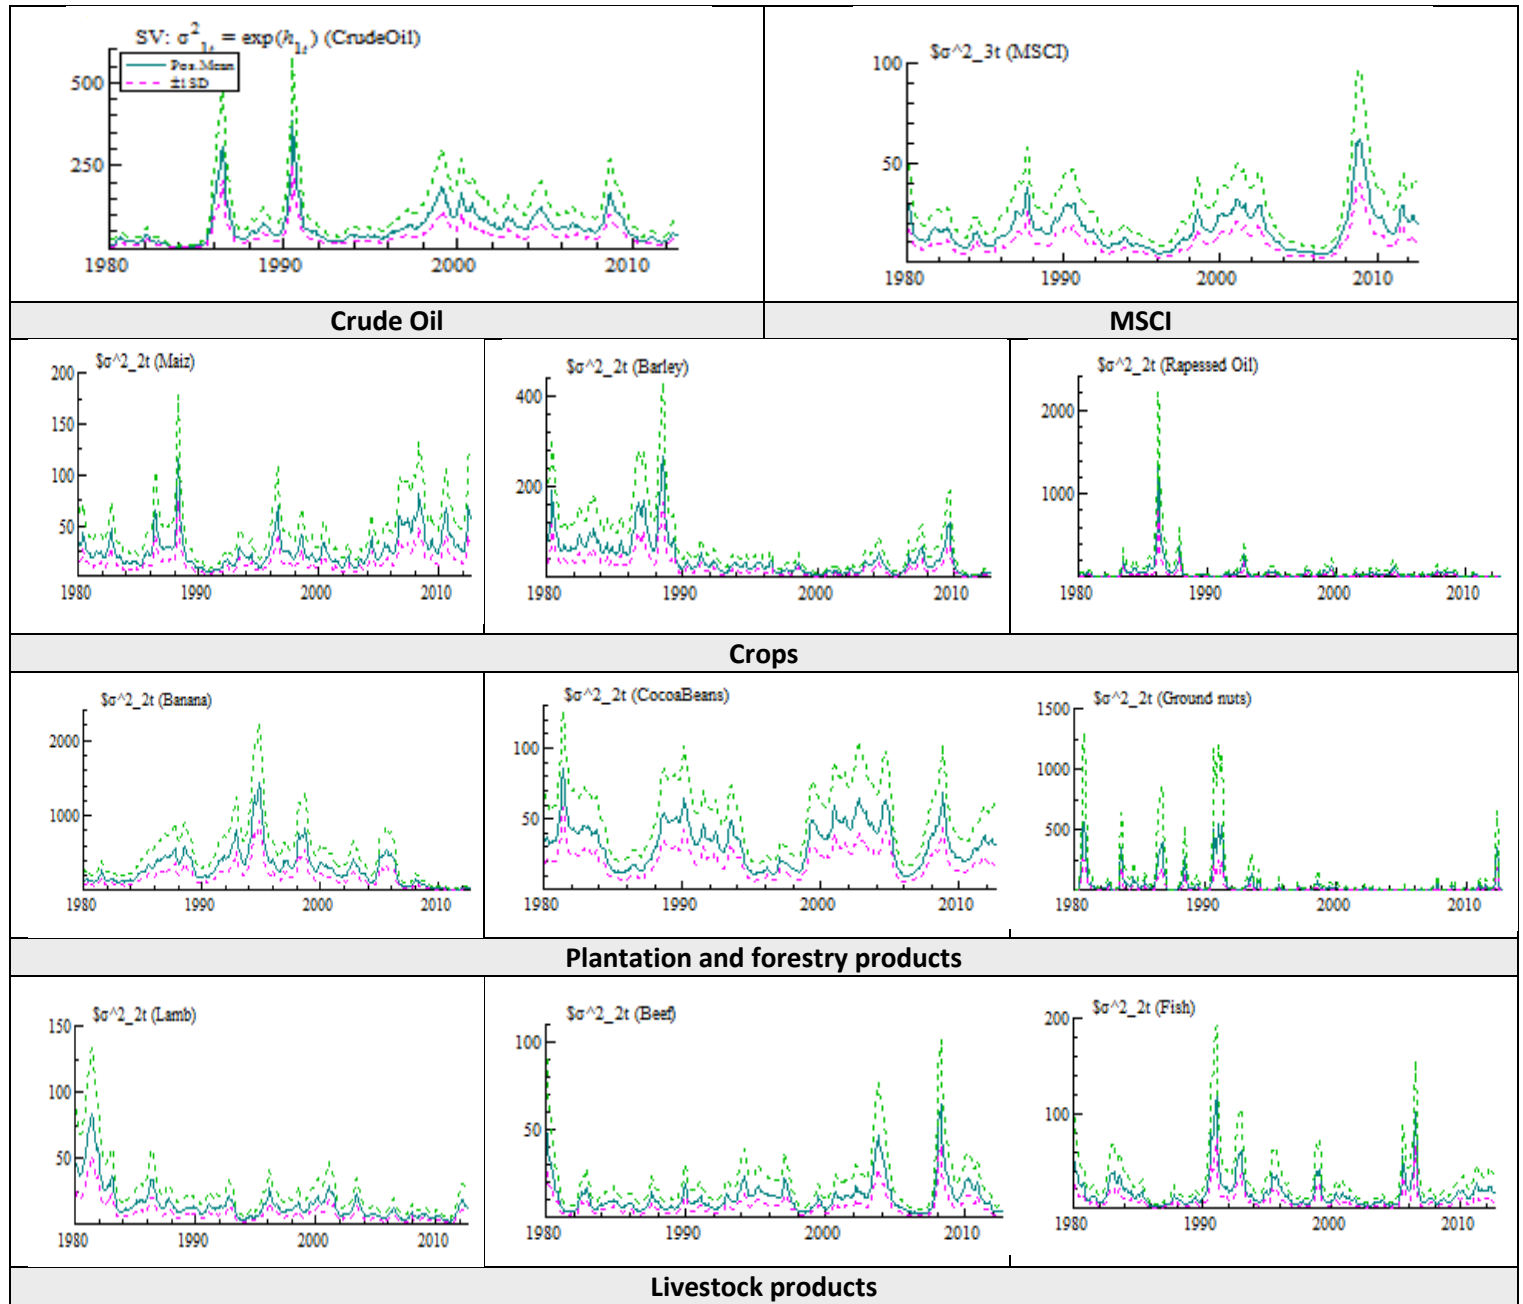 SV: σ²₁ₜ = exp(h₁ₜ) (CrudeOil)
Pos.Mean
±1SD
500
250
1980 1990 2000 2010
$σ^2_3t (MSCI)
100
50
1980 1990 2000 2010
Crude Oil
MSCI
$σ^2_2t (Maiz)
200
150
100
50
1980 1990 2000 2010
$σ^2_2t (Barley)
400
200
1980 1990 2000 2010
$σ^2_2t (Rapessed Oil)
2000
1000
1980 1990 2000 2010
Crops
$σ^2_2t (Banana)
2000
1000
1980 1990 2000 2010
$σ^2_2t (CocoaBeans)
100
50
1980 1990 2000 2010
$σ^2_2t (Ground nuts)
1500
1000
500
1980 1990 2000 2010
Plantation and forestry products
$σ^2_2t (Lamb)
150
100
50
1980 1990 2000 2010
$σ^2_2t (Beef)
100
50
1980 1990 2000 2010
$σ^2_2t (Fish)
200
100
1980 1990 2000 2010
Livestock products